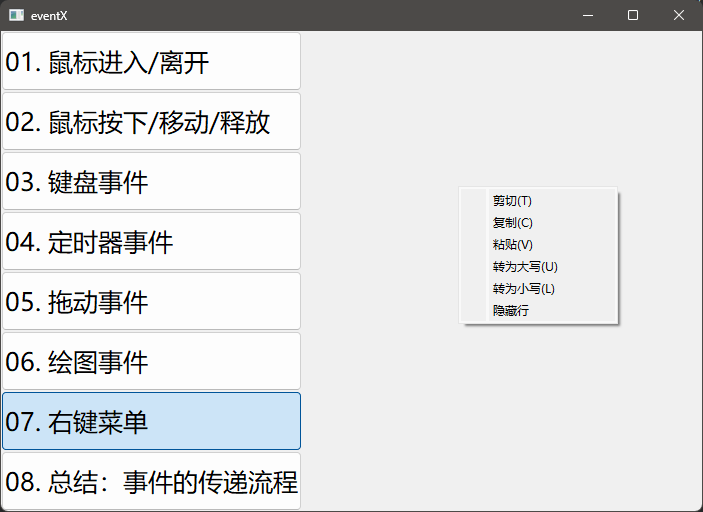 eventX
01. 鼠标进入/离开
02. 鼠标按下/移动/释放
03. 键盘事件
04. 定时器事件
05. 拖动事件
06. 绘图事件
07. 右键菜单
08. 总结：事件的传递流程
剪切(T)
复制(C)
粘贴(V)
转为大写(U)
转为小写(L)
隐藏行